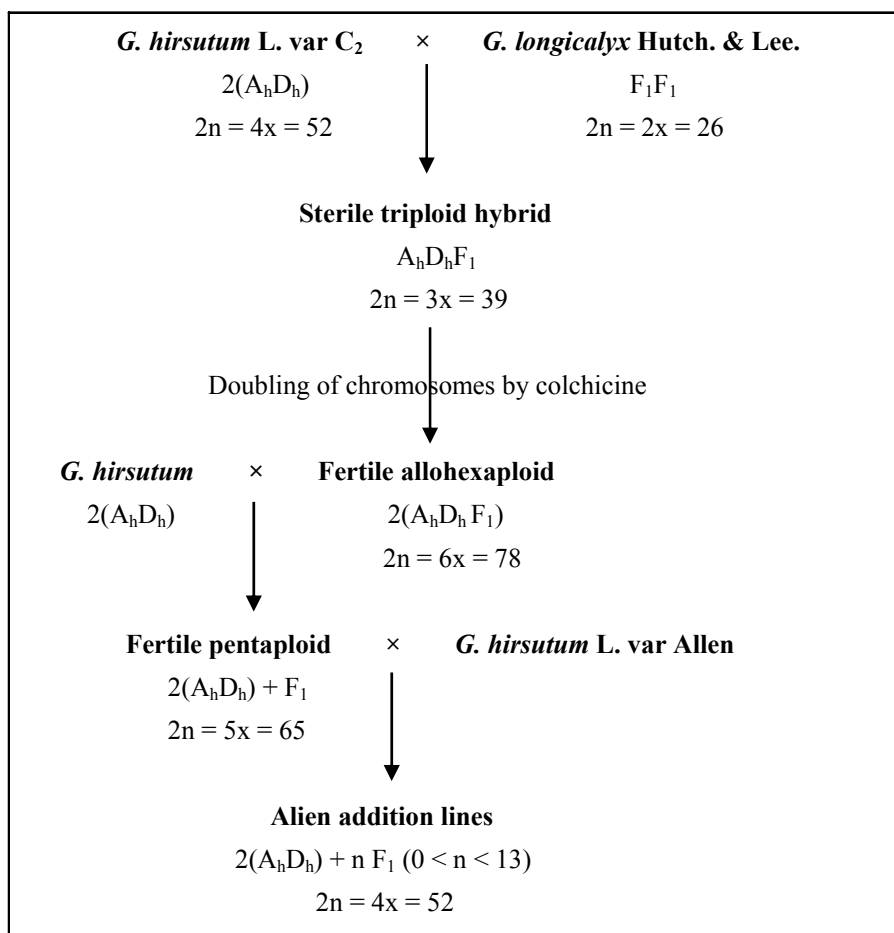 G. hirsutum L. var C₂ × G. longicalyx Hutch. & Lee.
2(AₕDₕ) F₁F₁
2n = 4x = 52 2n = 2x = 26
Sterile triploid hybrid
AₕDₕF₁
2n = 3x = 39
Doubling of chromosomes by colchicine
G. hirsutum × Fertile allohexaploid
2(AₕDₕ) 2(AₕDₕ F₁)
2n = 6x = 78
Fertile pentaploid × G. hirsutum L. var Allen
2(AₕDₕ) + F₁
2n = 5x = 65
Alien addition lines
2(AₕDₕ) + n F₁ (0 < n < 13)
2n = 4x = 52